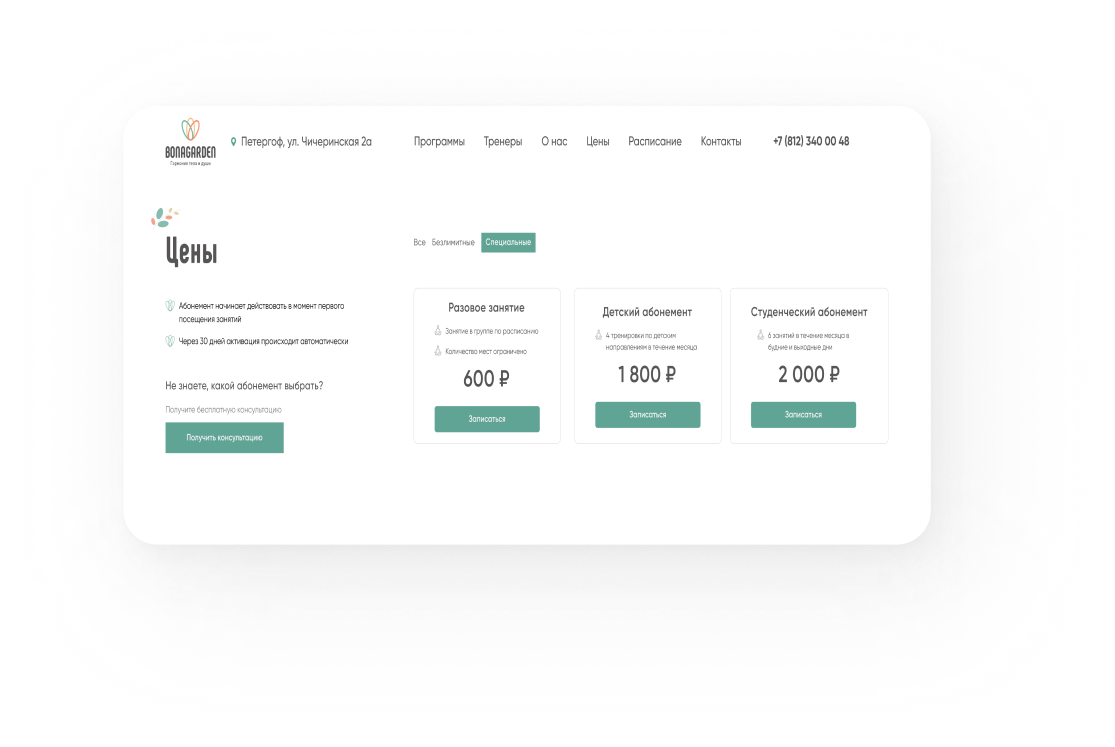 BONAGARDEN
Гармония тела и души
Петергоф, ул. Чичеринская 2а
Программы
Тренеры
О нас
Цены
Расписание
Контакты
+7 (812) 340 00 48
Цены
Абонемент начинает действовать в момент первого
посещения занятий
Через 30 дней активация происходит автоматически
Не знаете, какой абонемент выбрать?
Получите бесплатную консультацию
Получить консультацию
Все
Безлимитные
Специальные
Разовое занятие
Занятие в группе по расписанию
Количество мест ограничено
600 ₽
Записаться
Детский абонемент
4 тренировки по детским
направлениям в течение месяца
1 800 ₽
Записаться
Студенческий абонемент
6 занятий в течение месяца в
будние и выходные дни
2 000 ₽
Записаться